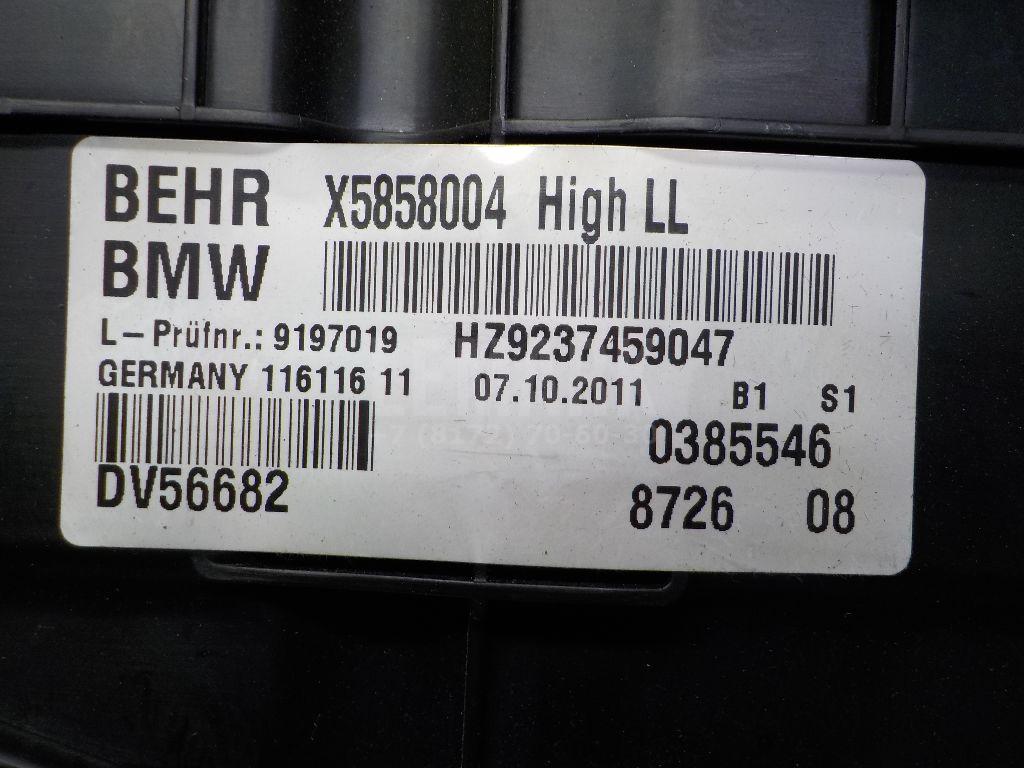 BEHR X5858004 High LL
BMW
L-Prüfnr.: 9197019 HZ9237459047
GERMANY 116116 11 07.10.2011 B1 S1
0385546
DV56682 8726 08